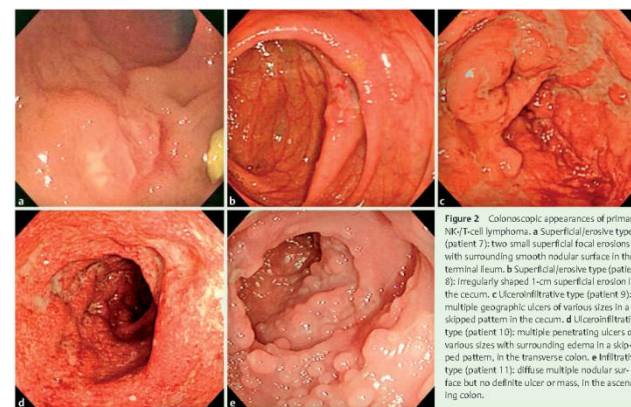 a
b
c
d
e
Figure 2 Colonoscopic appearances of primar
NK-/T-cell lymphoma. a Superficial/erosive type
(patient 7): two small superficial focal erosions
with surrounding smooth nodular surface in the
terminal ileum. b Superficial/erosive type (patie
8): irregularly shaped 1-cm superficial erosion i
the cecum. c Ulceroinfiltrative type (patient 9):
multiple geographic ulcers of various sizes in a
skipped pattern in the cecum. d Ulceroinfiltrati
type (patient 10): multiple penetrating ulcers o
various sizes with surrounding edema in a skip-
ped pattern, in the transverse colon. e Infiltrativ
type (patient 11): diffuse multiple nodular sur-
face but no definite ulcer or mass, in the ascen
ing colon.